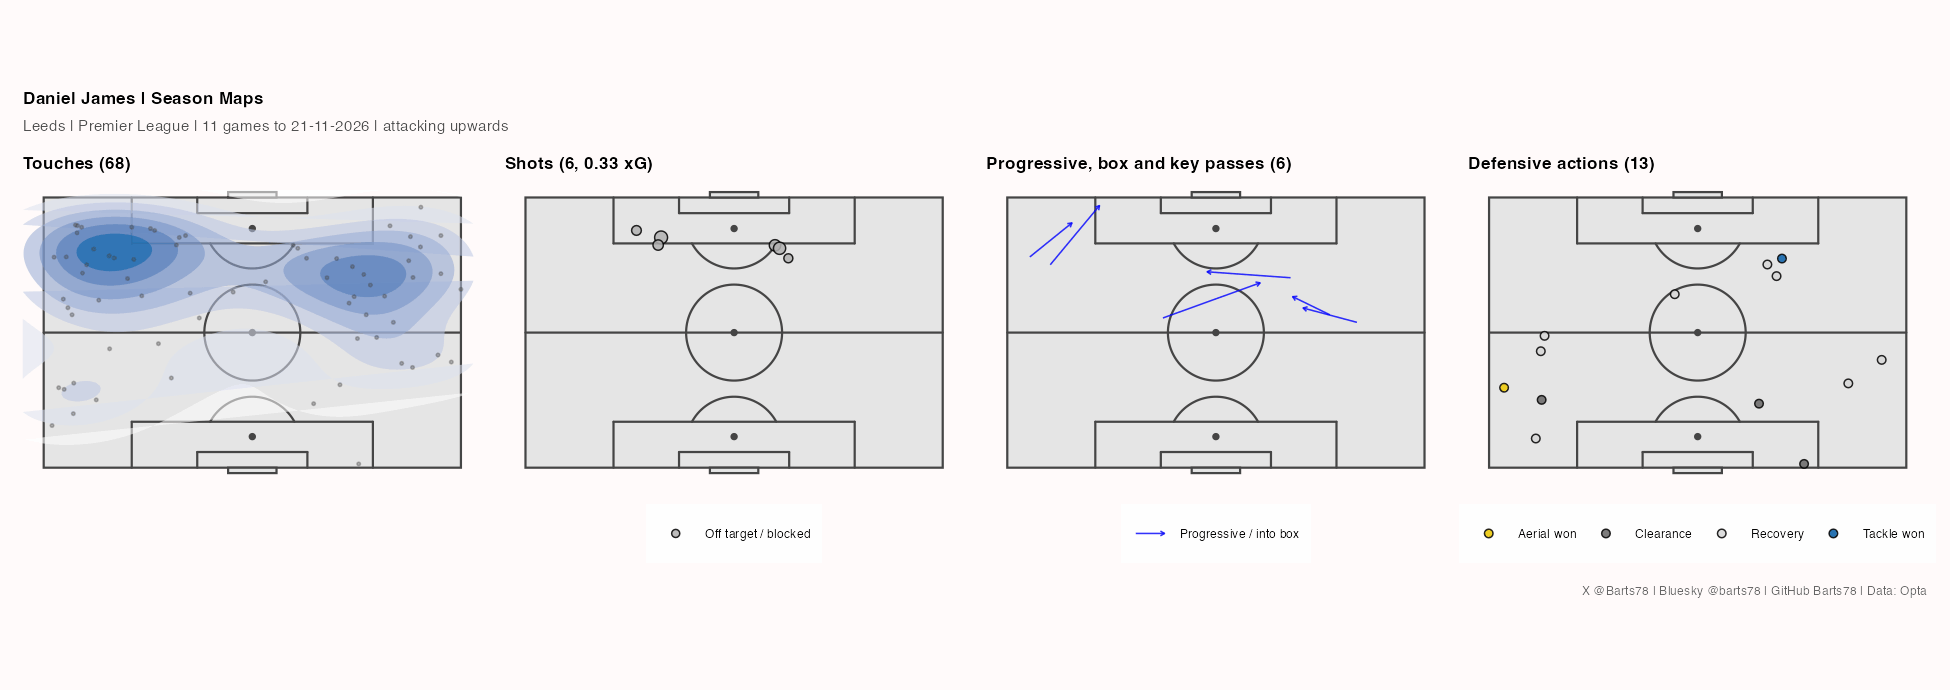 Daniel James | Season Maps
Leeds | Premier League | 11 games to 21-11-2026 | attacking upwards
Touches (68)
Shots (6, 0.33 xG)
Progressive, box and key passes (6)
Defensive actions (13)
Off target / blocked
Progressive / into box
Aerial won
Clearance
Recovery
Tackle won
X @Barts78 | Bluesky @barts78 | GitHub Barts78 | Data: Opta